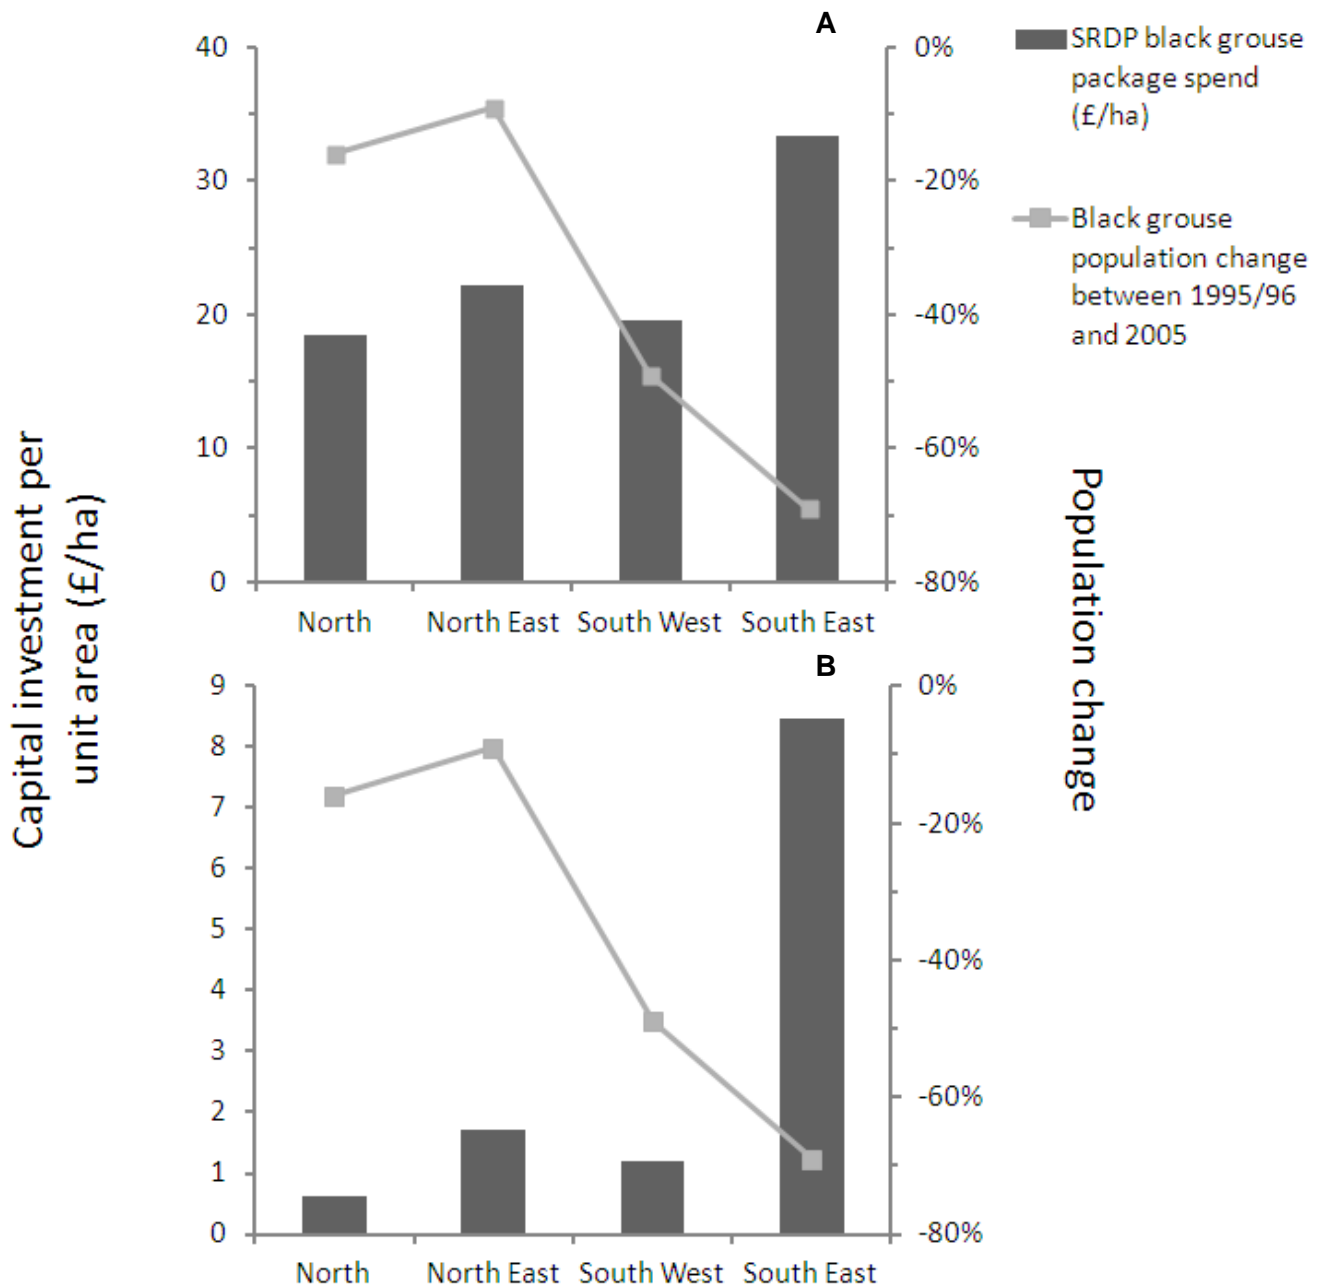 A
40
30
20
10
0
0%
-20%
-40%
-60%
-80%
North North East South West South East
SRDP black grouse
package spend
(£/ha)
Black grouse
population change
between 1995/96
and 2005
Capital investment per
unit area (£/ha)
Population change
B
9
8
7
6
5
4
3
2
1
0
0%
-20%
-40%
-60%
-80%
North North East South West South East